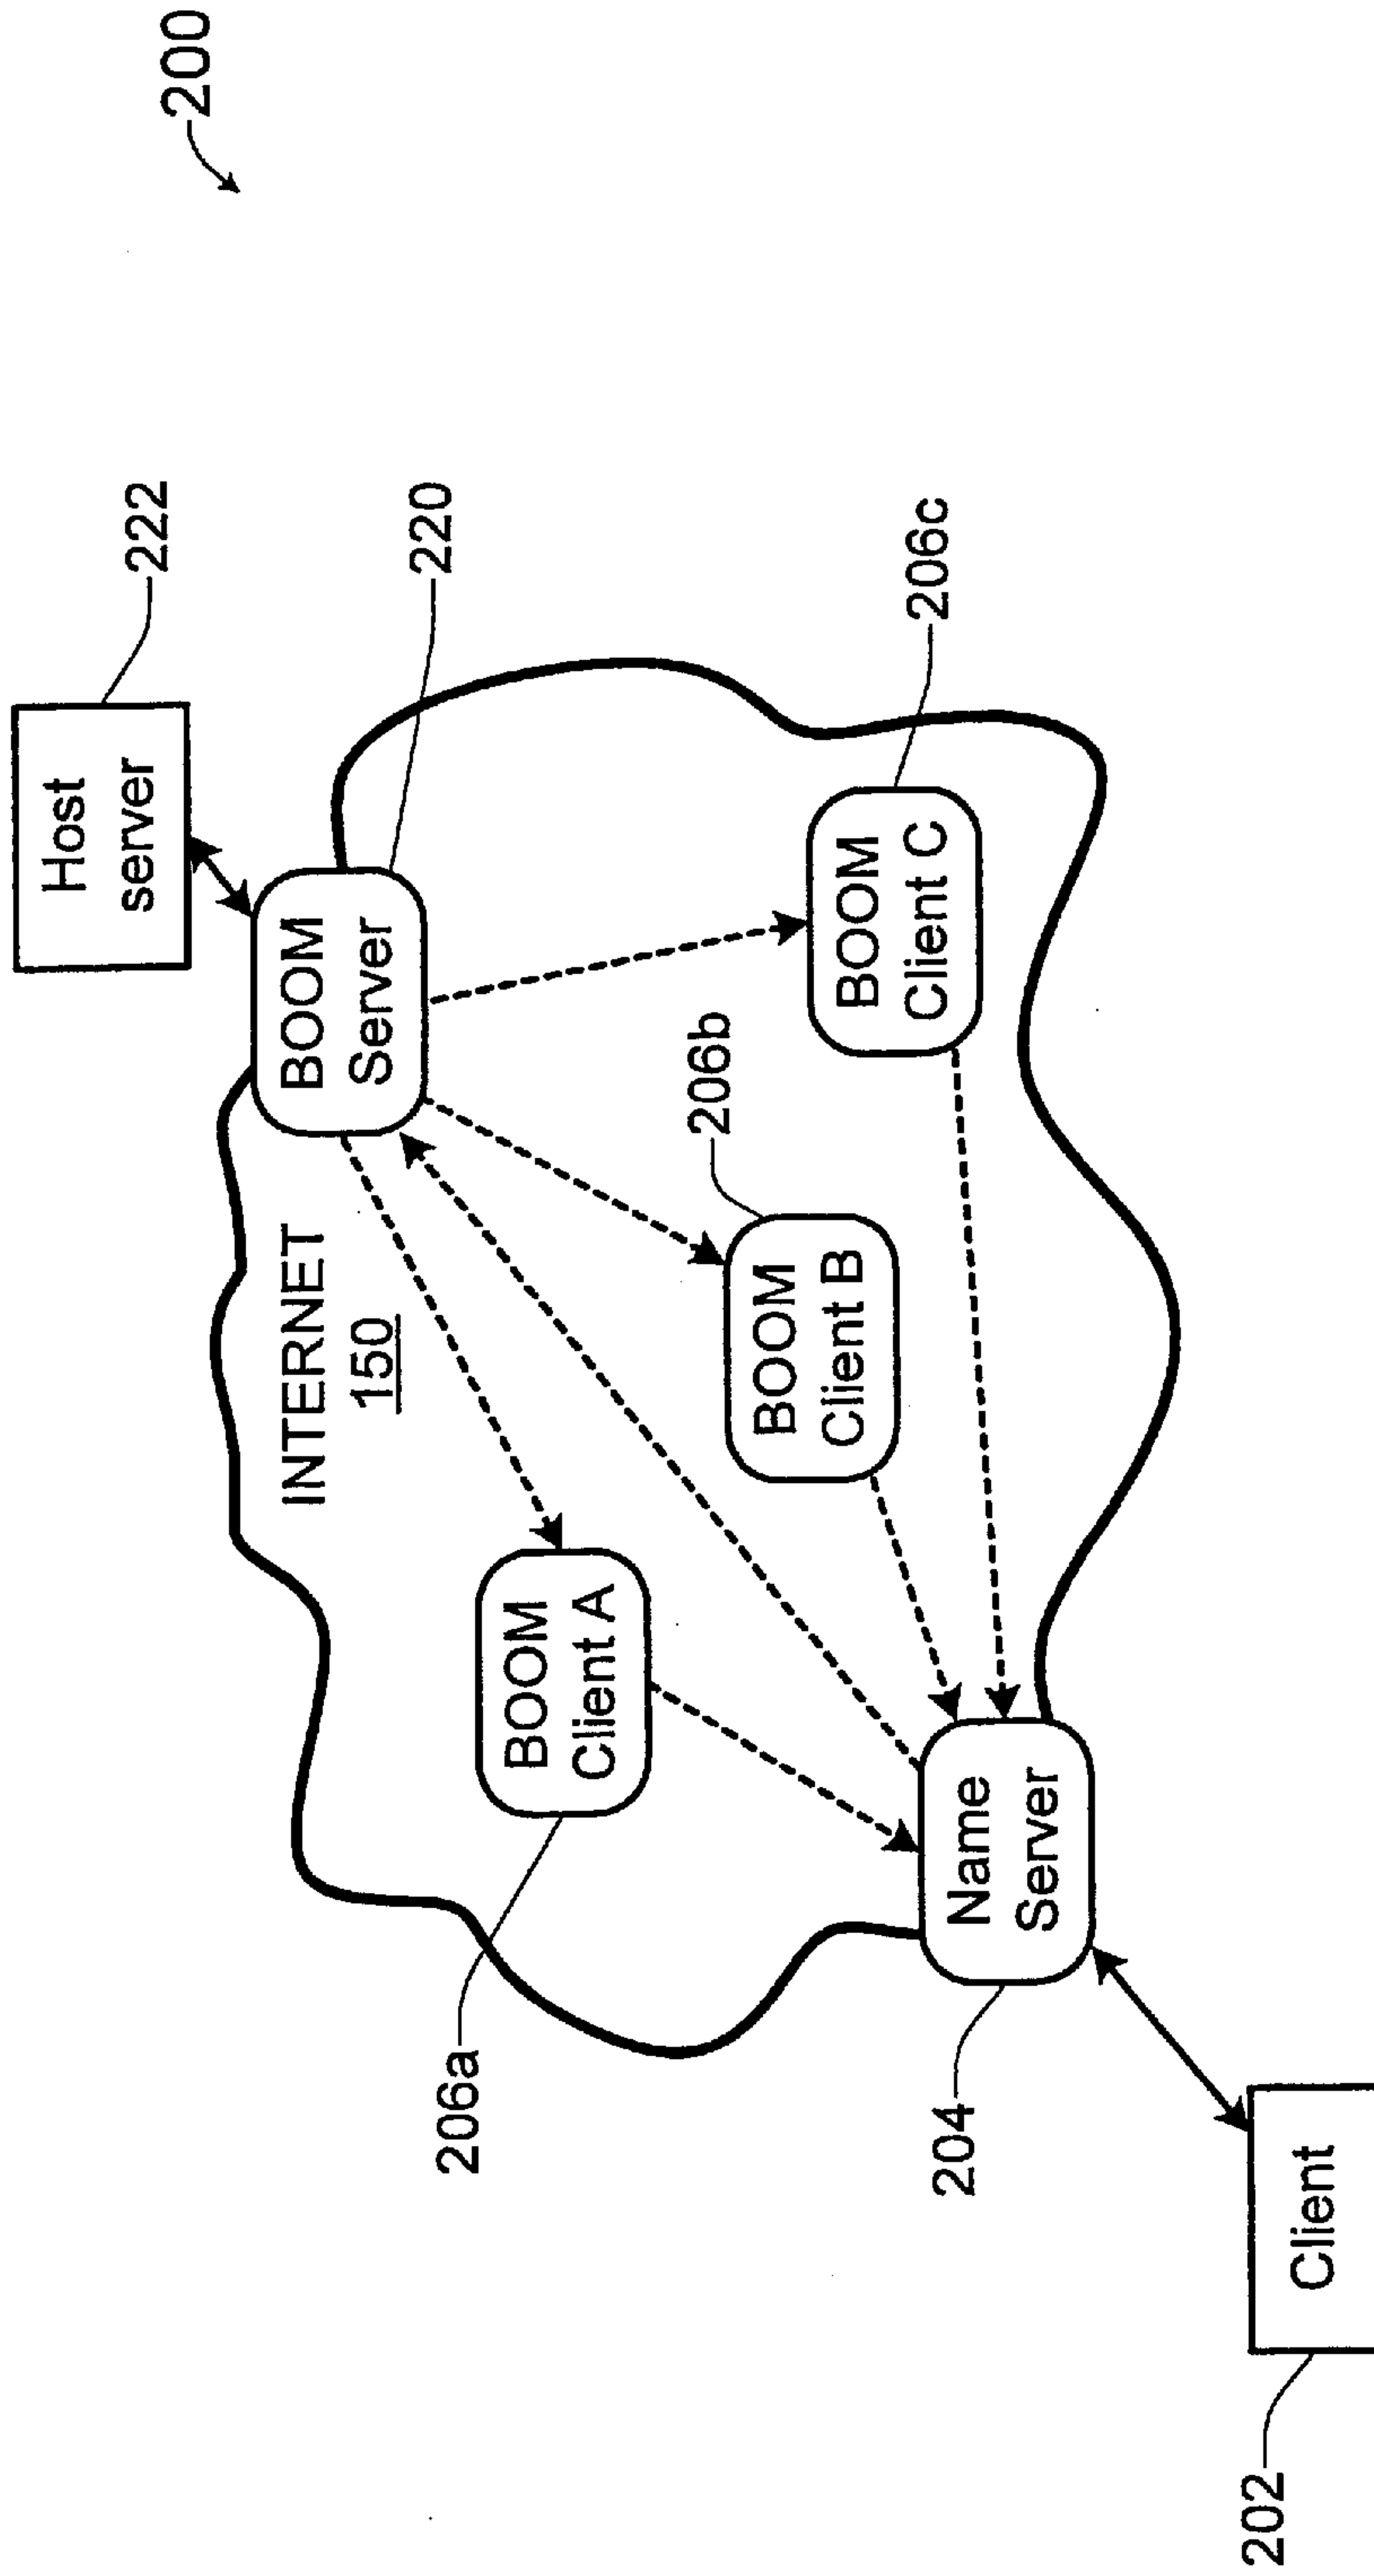 200
Host
server
222
BOOM
Server
220
INTERNET
150
BOOM
Client A
206a
BOOM
Client B
206b
BOOM
Client C
206c
Name
Server
204
Client
202